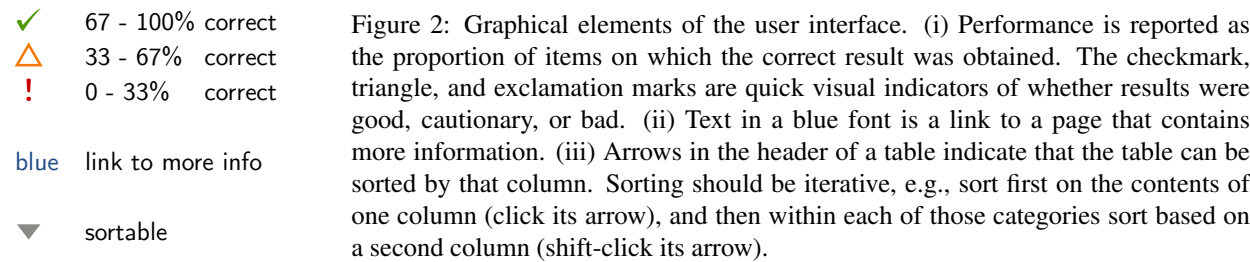 ✓ 67 - 100% correct
△ 33 - 67% correct
! 0 - 33% correct
blue link to more info
▼ sortable
Figure 2: Graphical elements of the user interface. (i) Performance is reported as
the proportion of items on which the correct result was obtained. The checkmark,
triangle, and exclamation marks are quick visual indicators of whether results were
good, cautionary, or bad. (ii) Text in a blue font is a link to a page that contains
more information. (iii) Arrows in the header of a table indicate that the table can be
sorted by that column. Sorting should be iterative, e.g., sort first on the contents of
one column (click its arrow), and then within each of those categories sort based on
a second column (shift-click its arrow).